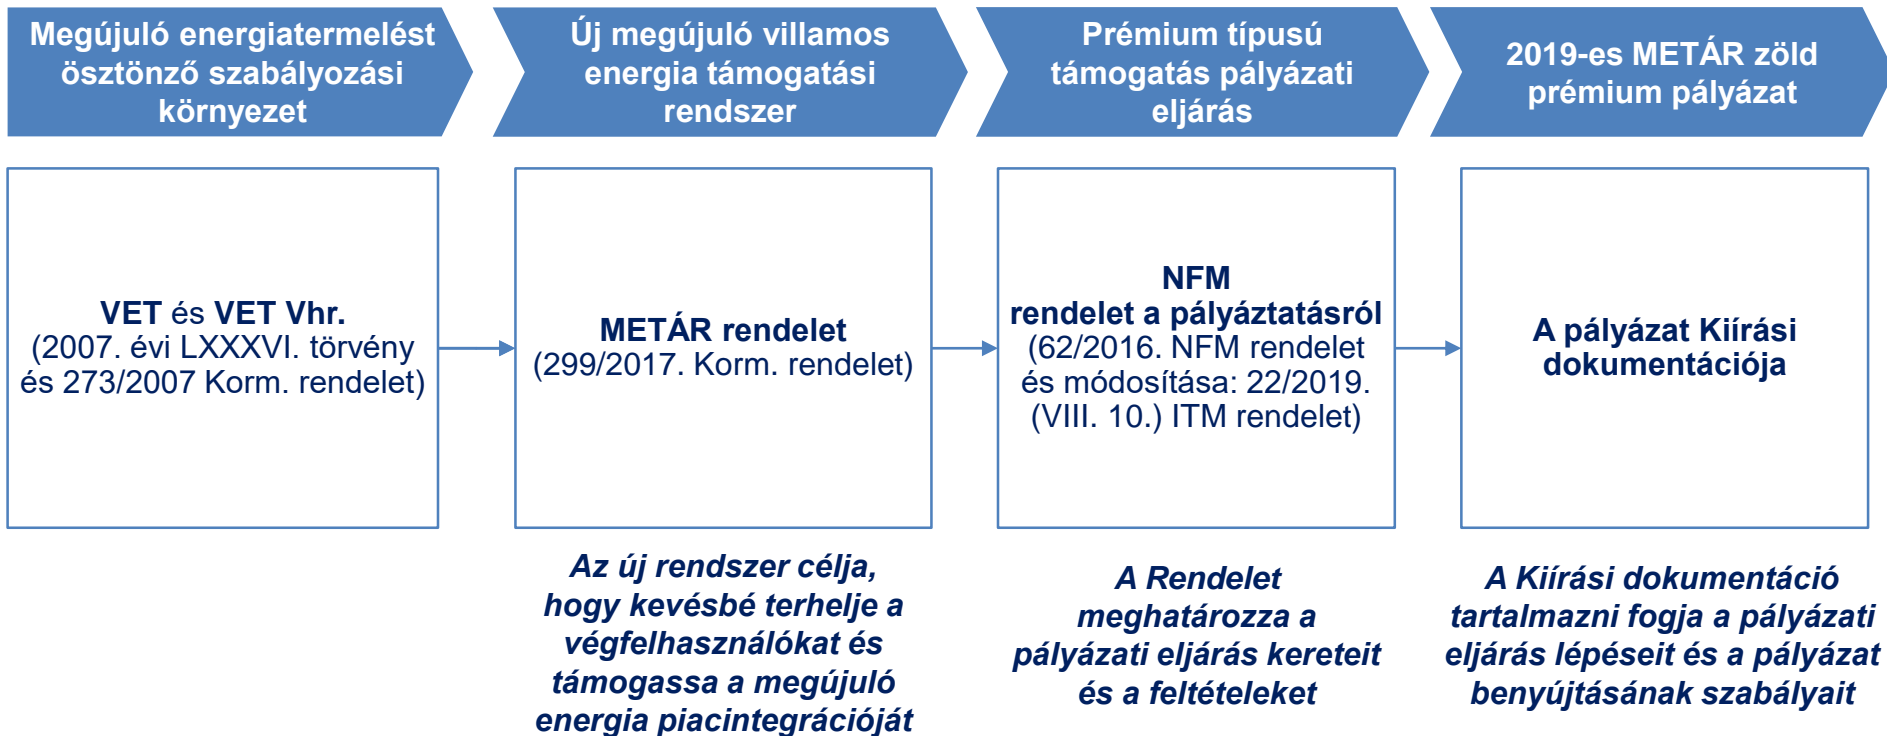 Megújuló energiatermelést
ösztönző szabályozási
környezet
Új megújuló villamos
energia támogatási
rendszer
Prémium típusú
támogatás pályázati
eljárás
2019-es METÁR zöld
prémium pályázat
VET és VET Vhr.
(2007. évi LXXXVI. törvény
és 273/2007 Korm. rendelet)
METÁR rendelet
(299/2017. Korm. rendelet)
NFM
rendelet a pályáztatásról
(62/2016. NFM rendelet
és módosítása: 22/2019.
(VIII. 10.) ITM rendelet)
A pályázat Kiírási
dokumentációja
Az új rendszer célja,
hogy kevésbé terhelje a
végfelhasználókat és
támogassa a megújuló
energia piacintegrációját
A Rendelet
meghatározza a
pályázati eljárás kereteit
és a feltételeket
A Kiírási dokumentáció
tartalmazni fogja a pályázati
eljárás lépéseit és a pályázat
benyújtásának szabályait